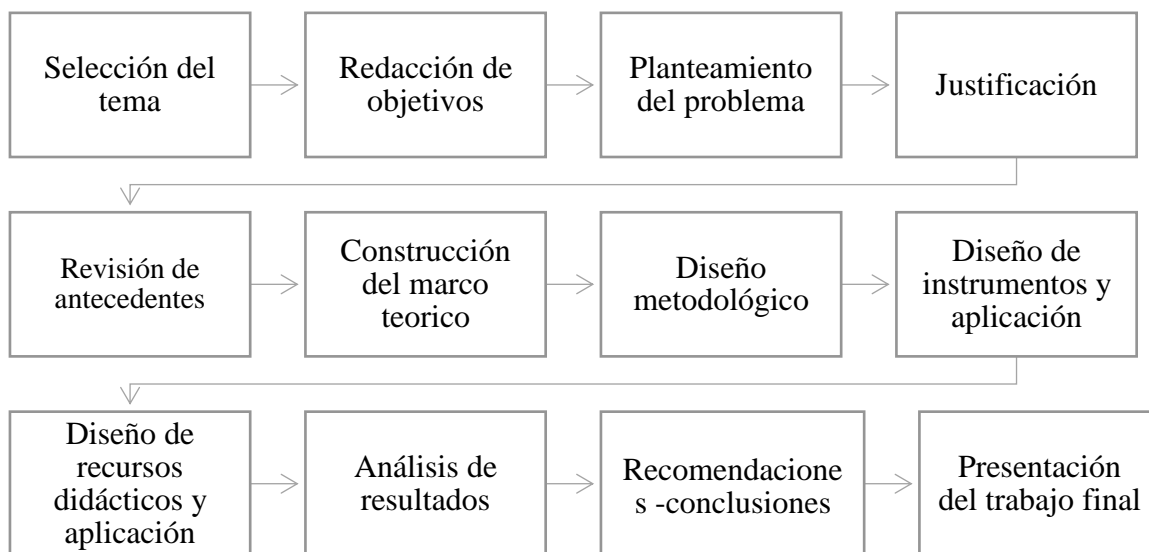 Selección del
tema
Redacción de
objetivos
Planteamiento
del problema
Justificación
Revisión de
antecedentes
Construcción
del marco
teorico
Diseño
metodológico
Diseño de
instrumentos y
aplicación
Diseño de
recursos
didácticos y
aplicación
Análisis de
resultados
Recomendacione
s -conclusiones
Presentación
del trabajo final